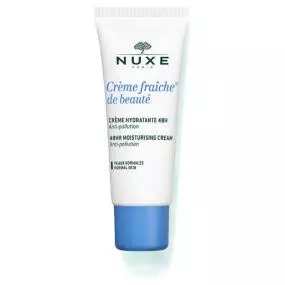 NUXE
PARIS
Crème fraîche®
de beauté
CRÈME HYDRATANTE 48H
Anti-pollution
48HR MOISTURISING CREAM
Anti-pollution
PEAUX NORMALES
NORMAL SKIN